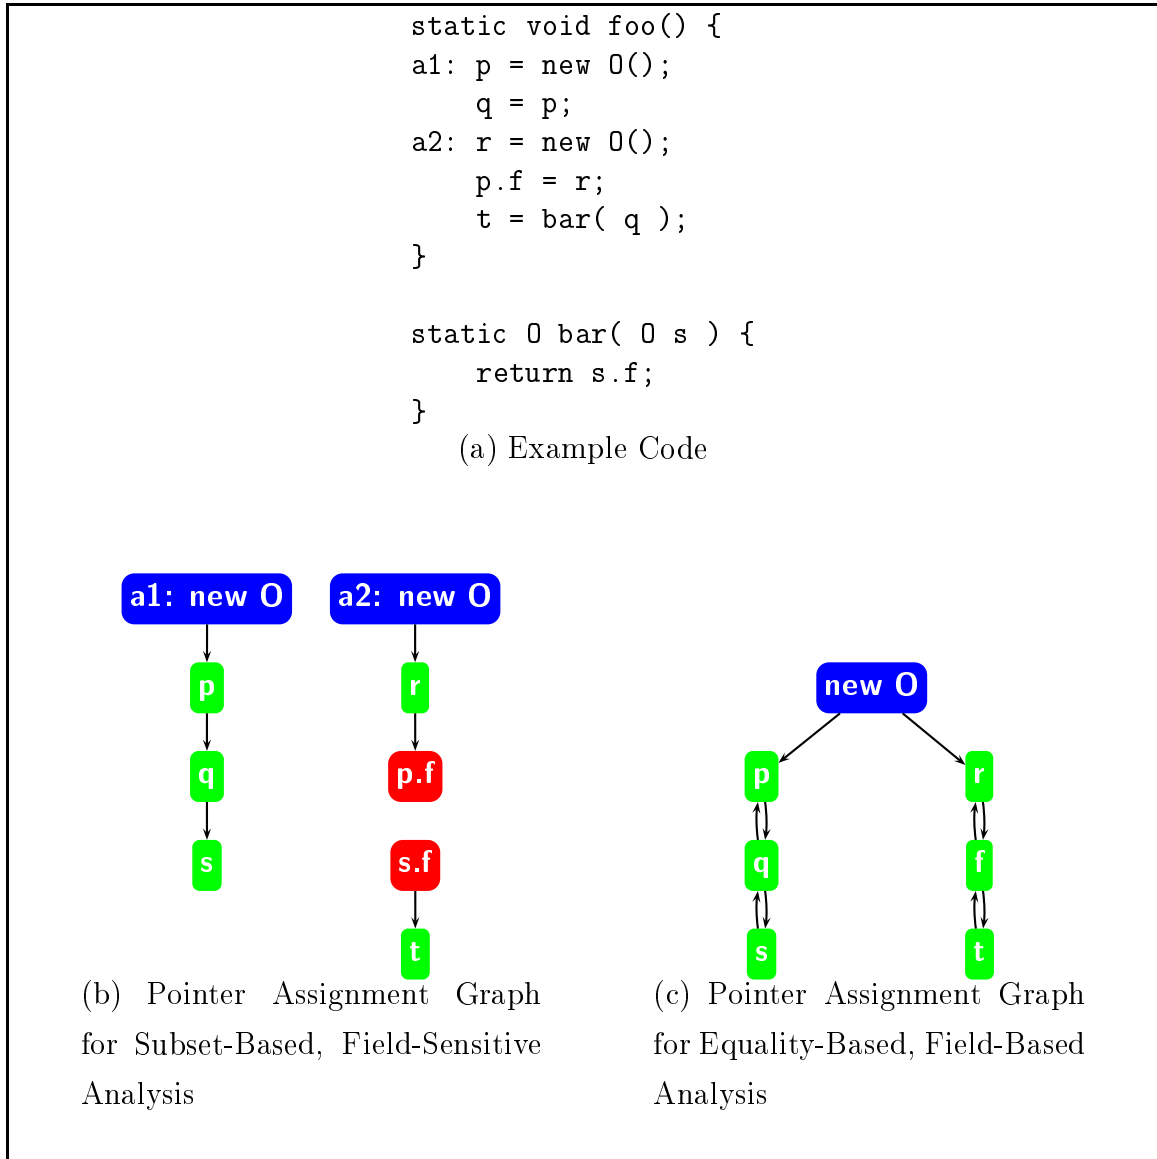 static void foo() {
a1: p = new O();
q = p;
a2: r = new O();
p.f = r;
t = bar( q );
}
static O bar( O s ) {
return s.f;
}
(a) Example Code
a1: new O
p
q
s
a2: new O
r
p.f
s.f
t
(b) Pointer Assignment Graph
for Subset-Based, Field-Sensitive
Analysis
new O
p
q
s
r
f
t
(c) Pointer Assignment Graph
for Equality-Based, Field-Based
Analysis